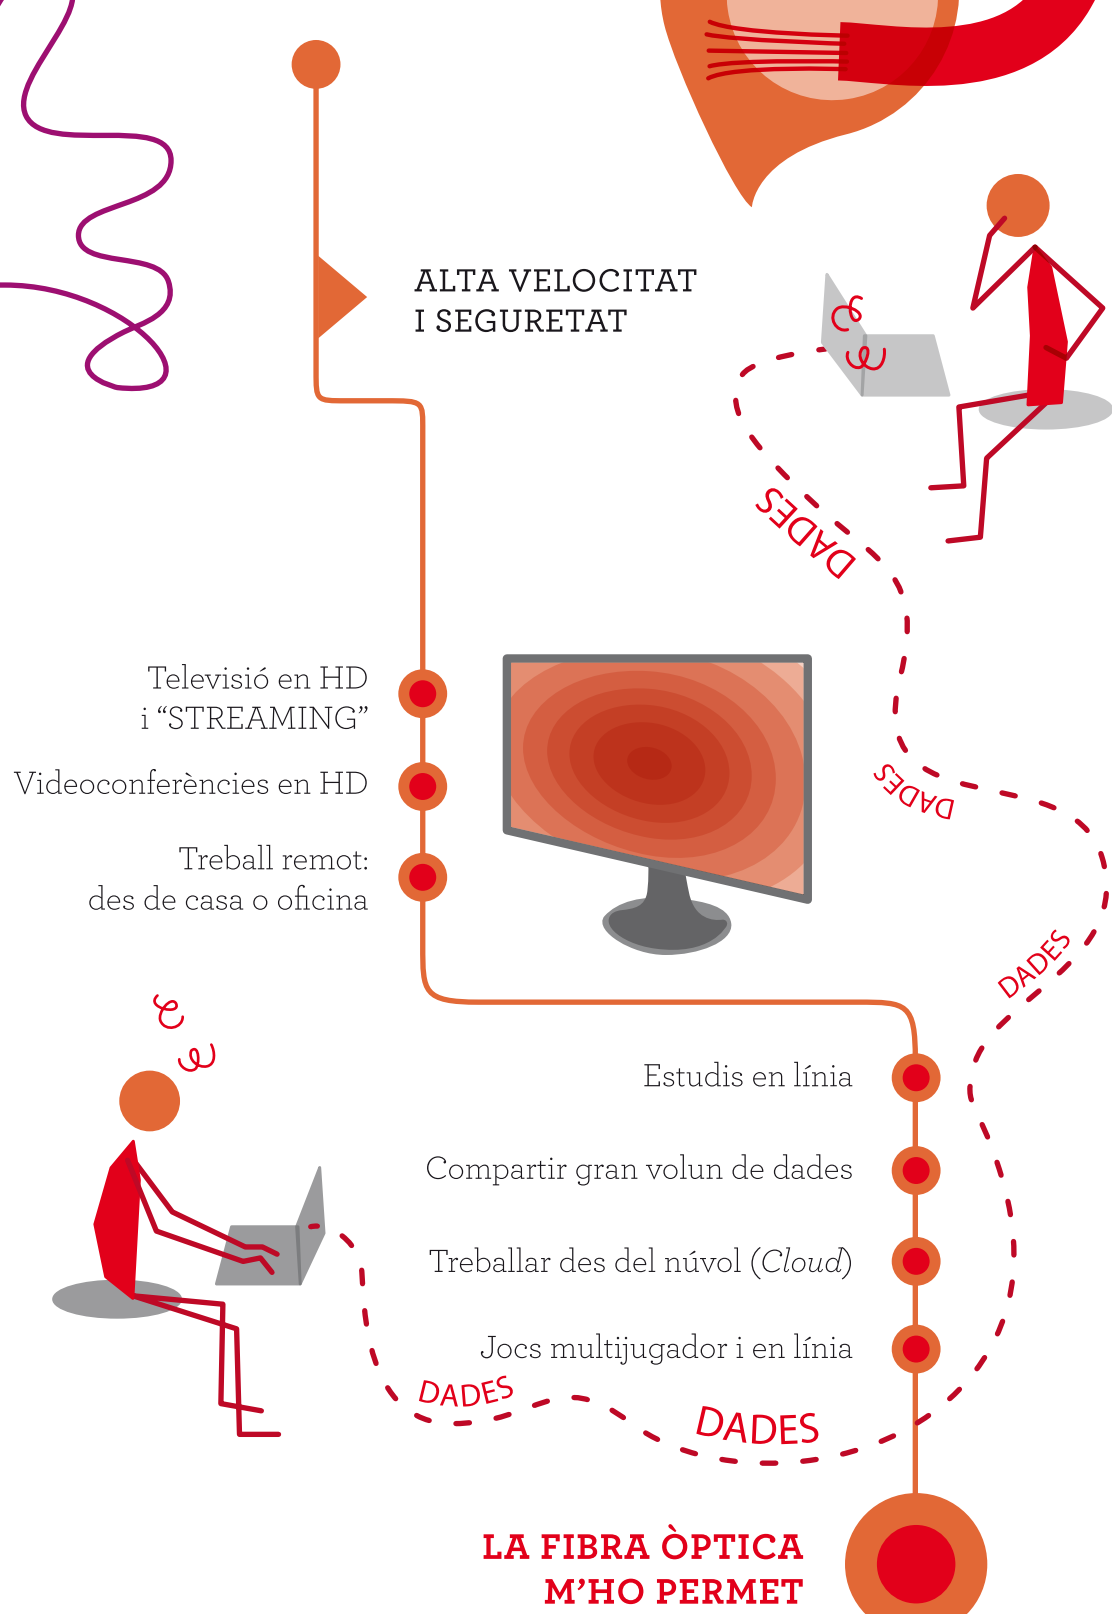 ALTA VELOCITAT
I SEGURETAT
DADES
Televisió en HD
i “STREAMING”
Videoconferències en HD
DADES
Treball remot:
des de casa o oficina
DADES
Estudis en línia
Compartir gran volun de dades
Treballar des del núvol (Cloud)
Jocs multijugador i en línia
DADES
DADES
LA FIBRA ÒPTICA
M’HO PERMET